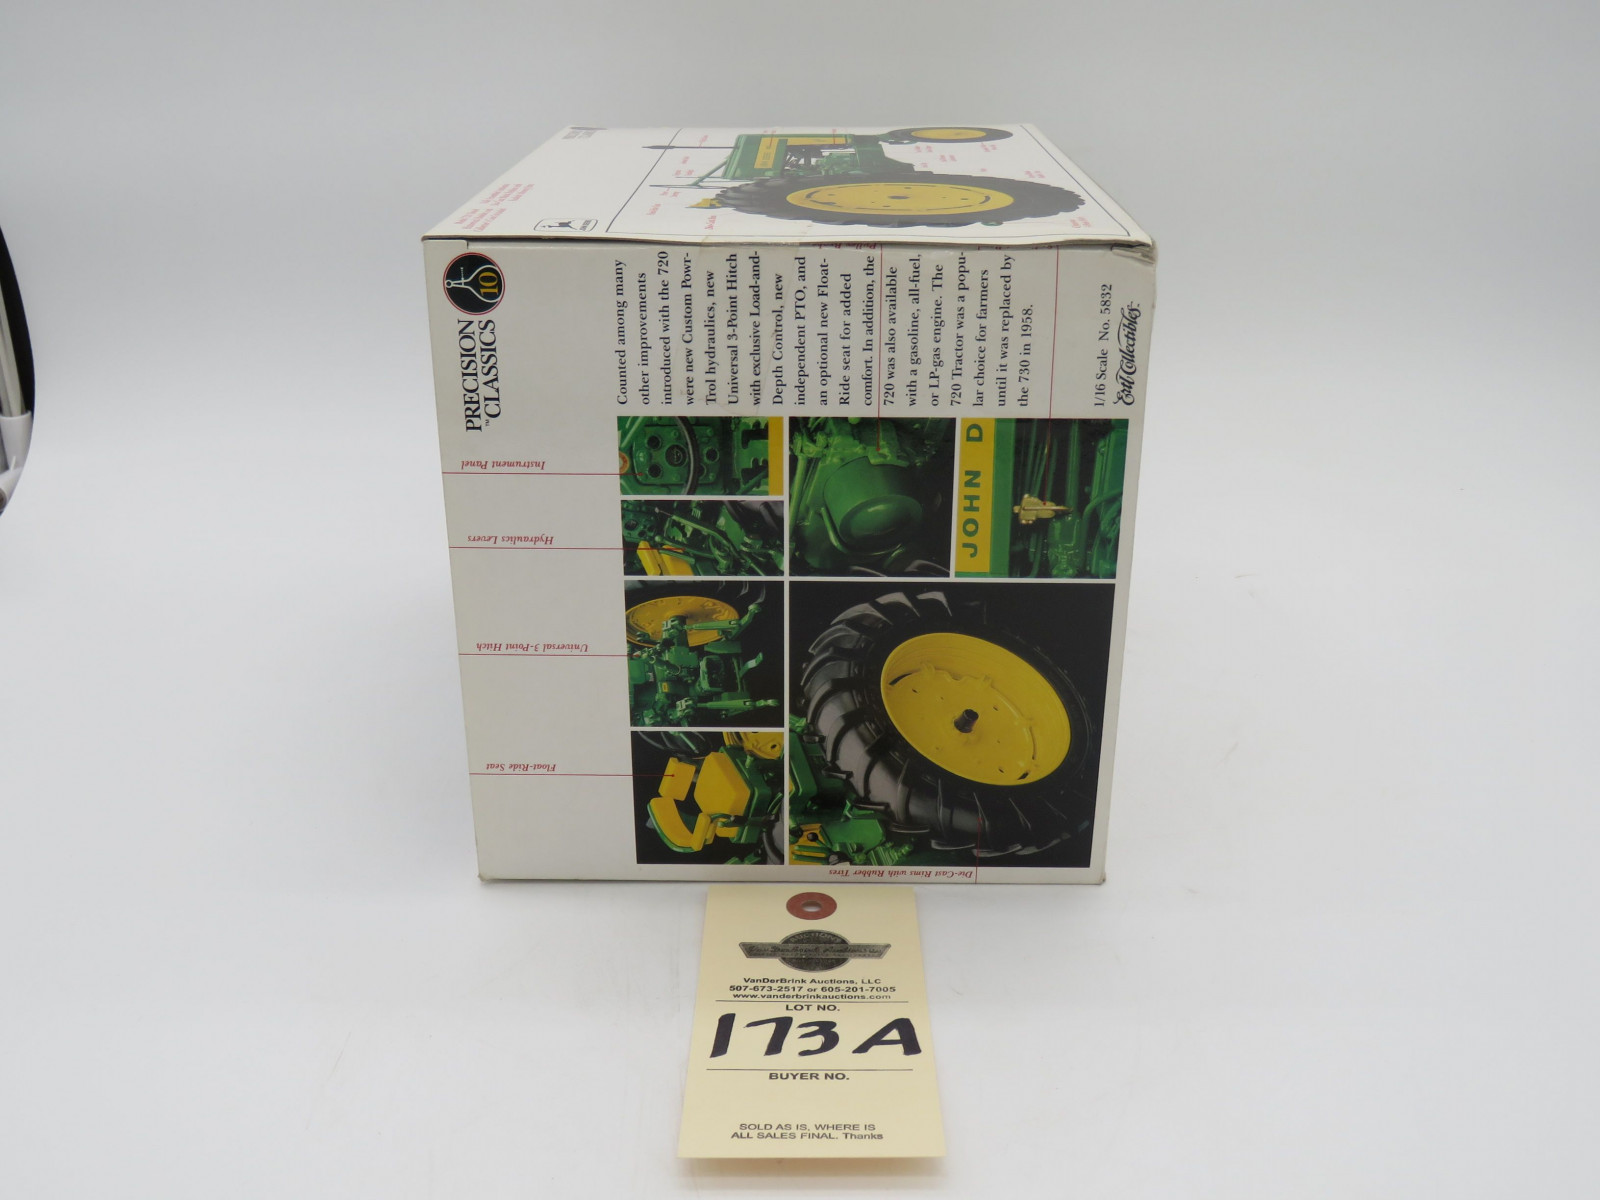 PRECISION
CLASSICS
™
10
Counted among many
other improvements
introduced with the 720
were new Custom Powr-
Trol hydraulics, new
Universal 3-Point Hitch
with exclusive Load-and-
Depth Control, new
independent PTO, and
an optional new Float-
Ride seat for added
comfort. In addition, the
720 was also available
with a gasoline, all-fuel,
or LP-gas engine. The
720 Tractor was a popu-
lar choice for farmers
until it was replaced by
the 730 in 1958.
1/16 Scale No. 5832
Ertl Collectibles
Instrument Panel
Hydraulics Levers
Universal 3-Point Hitch
Float-Ride Seat
JOHN D
Die-Cast Rims with Rubber Tires
VanDerBrink Auctions, LLC
507-673-2517 or 605-201-7005
www.vanderbrinkauctions.com
LOT NO.
173A
BUYER NO.
SOLD AS IS, WHERE IS
ALL SALES FINAL. Thanks